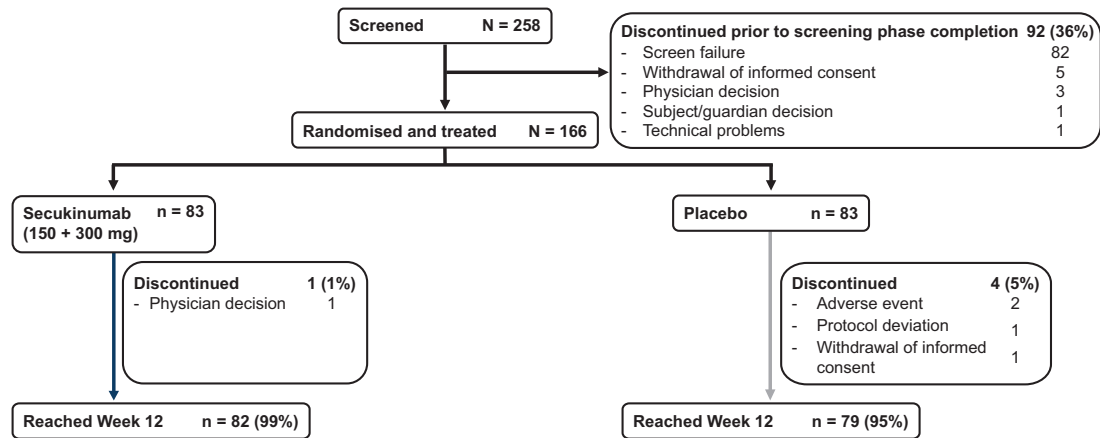 Screened N = 258
Discontinued prior to screening phase completion 92 (36%)
- Screen failure 82
- Withdrawal of informed consent 5
- Physician decision 3
- Subject/guardian decision 1
- Technical problems 1
Randomised and treated N = 166
Secukinumab n = 83
(150 + 300 mg)
Placebo n = 83
Discontinued 1 (1%)
- Physician decision 1
Discontinued 4 (5%)
- Adverse event 2
- Protocol deviation 1
- Withdrawal of informed 1
consent
Reached Week 12 n = 82 (99%)
Reached Week 12 n = 79 (95%)